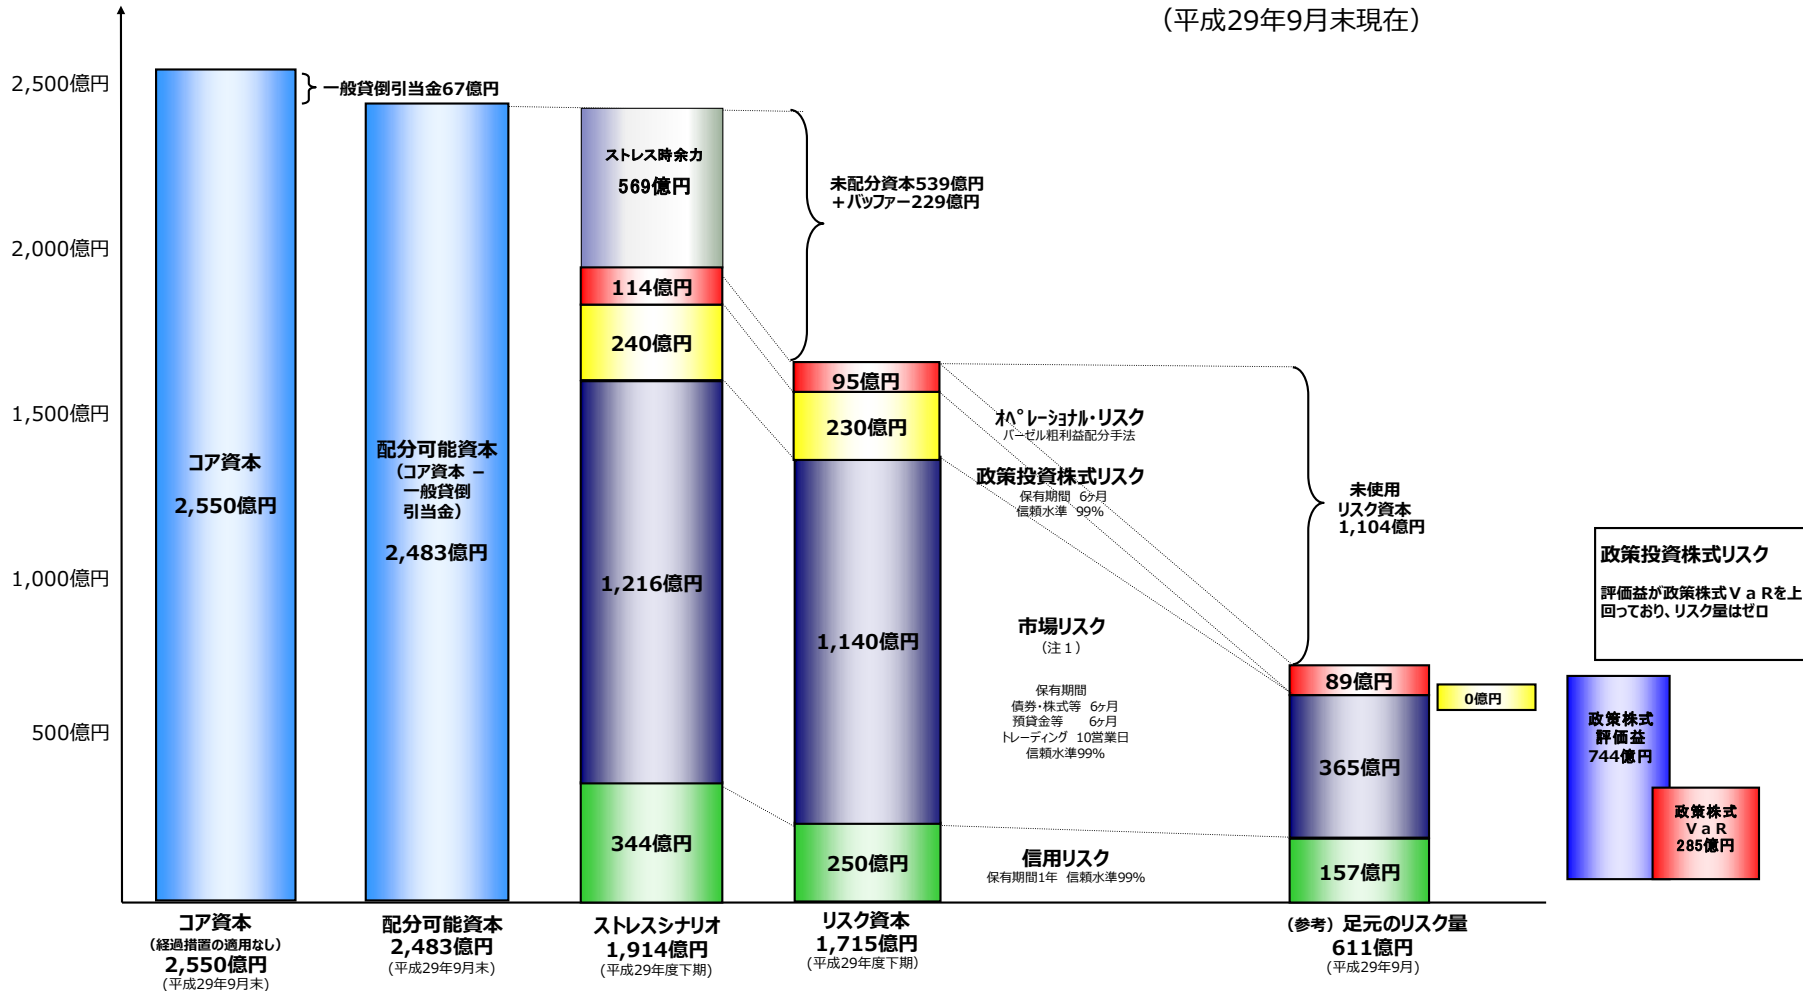 （平成29年9月末現在）
2,500億円
2,000億円
1,500億円
1,000億円
500億円
一般貸倒引当金67億円
コア資本
2,550億円
配分可能資本
（コア資本 −
一般貸倒
引当金）
2,483億円
ストレス時余力
569億円
114億円
240億円
1,216億円
344億円
未配分資本539億円
＋バッファー229億円
95億円
230億円
1,140億円
250億円
ｵﾍﾟﾚｰｼｮﾅﾙ・リスク
バーゼル粗利益配分手法
政策投資株式リスク
保有期間 6ヶ月
信頼水準 99%
市場リスク
（注１）
保有期間
債券・株式等 6ヶ月
預貸金等 6ヶ月
トレーディング 10営業日
信頼水準99%
信用リスク
保有期間1年 信頼水準99%
未使用
リスク資本
1,104億円
89億円
365億円
157億円
0億円
政策投資株式リスク
評価益が政策株式ＶａＲを上
回っており、リスク量はゼロ
政策株式
評価益
744億円
政策株式
ＶａＲ
285億円
コア資本
（経過措置の適用なし）
2,550億円
（平成29年9月末）
配分可能資本
2,483億円
（平成29年9月末）
ストレスシナリオ
1,914億円
（平成29年度下期）
リスク資本
1,715億円
（平成29年度下期）
（参考）足元のリスク量
611億円
（平成29年9月）